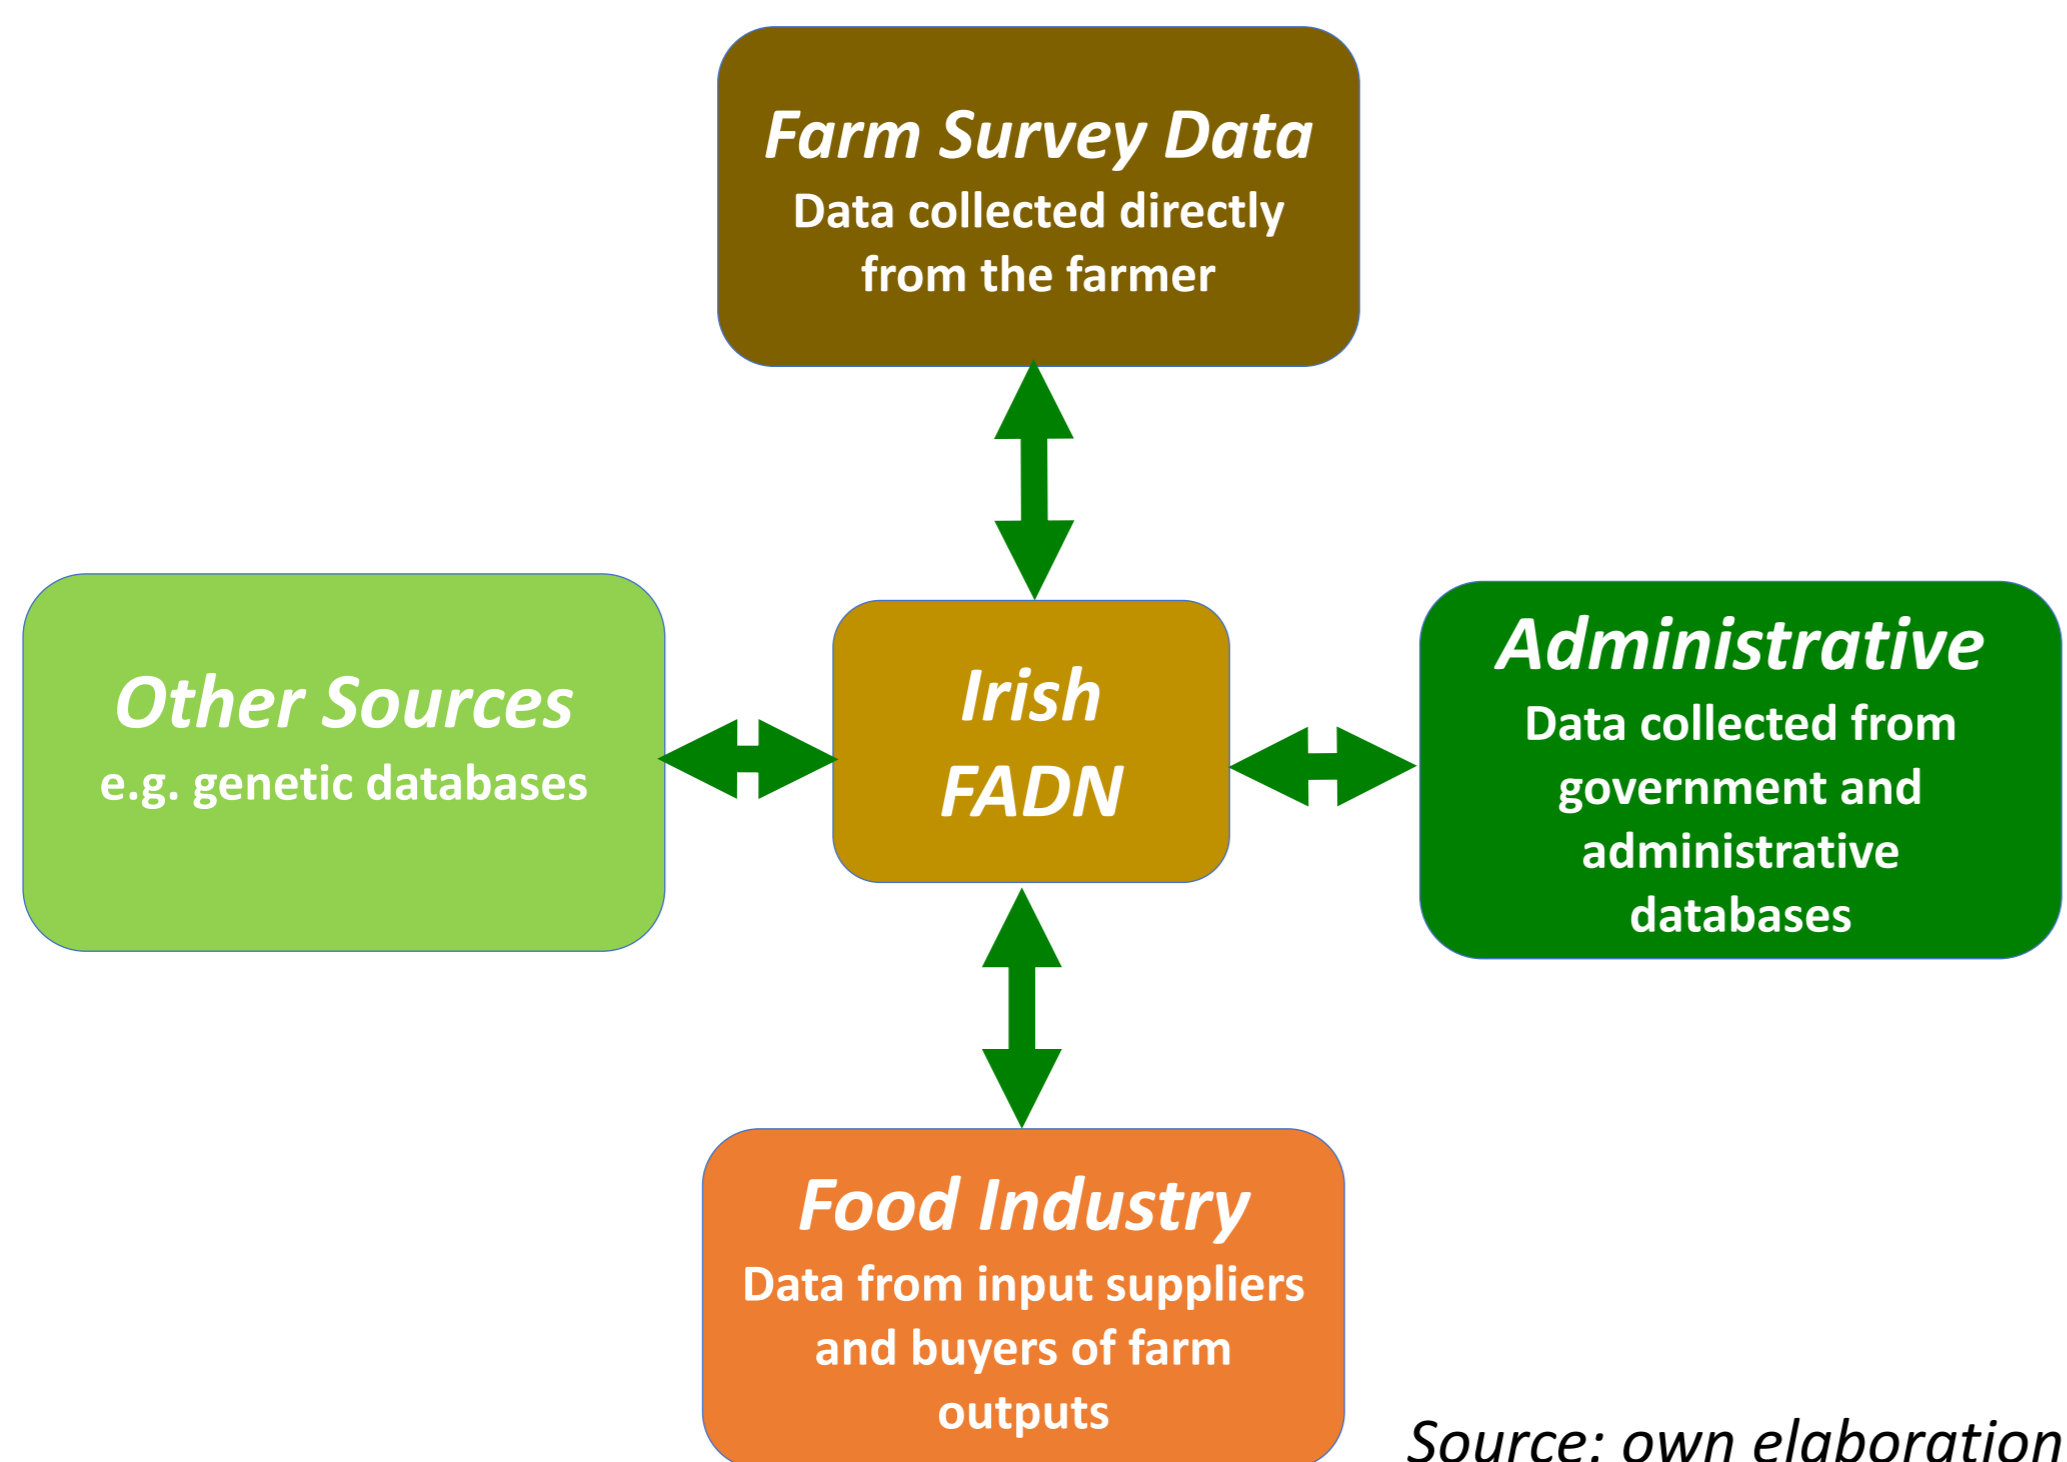 Farm Survey Data
Data collected directly
from the farmer
Other Sources
e.g. genetic databases
Irish
FADN
Administrative
Data collected from
government and
administrative
databases
Food Industry
Data from input suppliers
and buyers of farm
outputs
Source: own elaboration